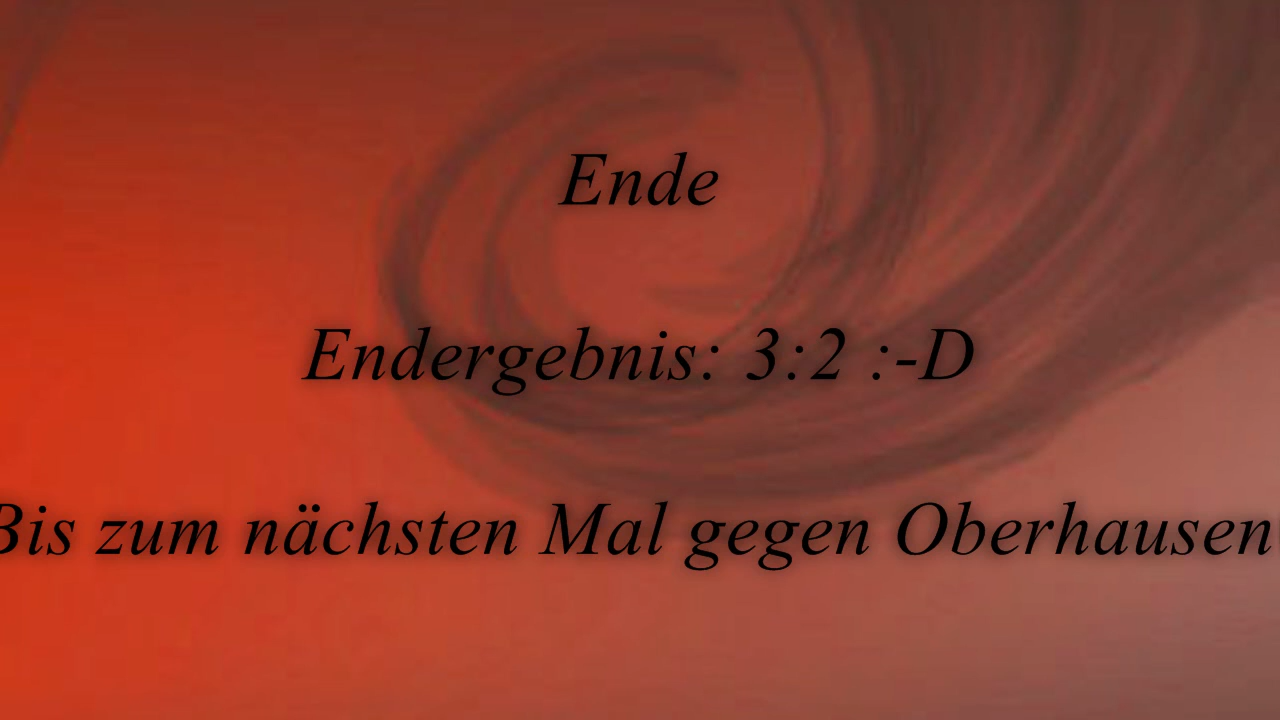 Ende
Endergebnis: 3:2 :-D
Bis zum nächsten Mal gegen Oberhausen